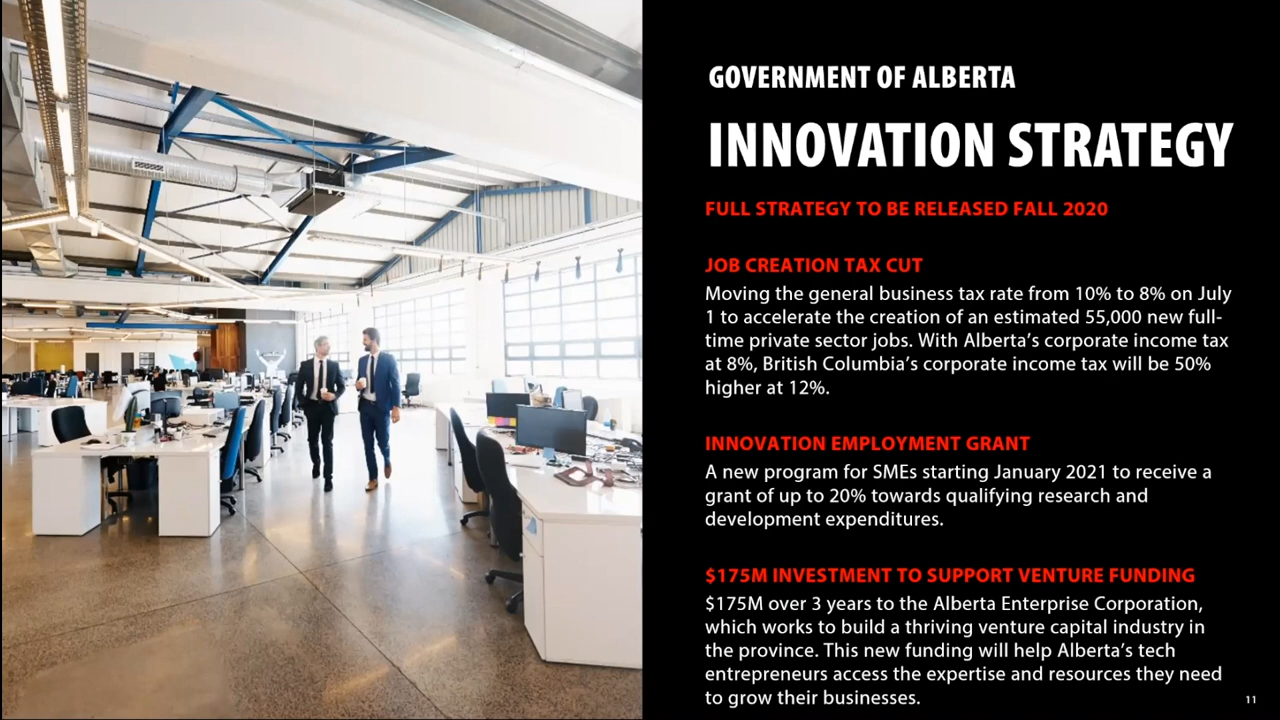 GOVERNMENT OF ALBERTA
INNOVATION STRATEGY
FULL STRATEGY TO BE RELEASED FALL 2020
JOB CREATION TAX CUT
Moving the general business tax rate from 10% to 8% on July
1 to accelerate the creation of an estimated 55,000 new full-
time private sector jobs. With Alberta's corporate income tax
at 8%, British Columbia's corporate income tax will be 50%
higher at 12%.
INNOVATION EMPLOYMENT GRANT
A new program for SMEs starting January 2021 to receive a
grant of up to 20% towards qualifying research and
development expenditures.
$175M INVESTMENT TO SUPPORT VENTURE FUNDING
$175M over 3 years to the Alberta Enterprise Corporation,
which works to build a thriving venture capital industry in
the province. This new funding will help Alberta's tech
entrepreneurs access the expertise and resources they need
to grow their businesses.
11